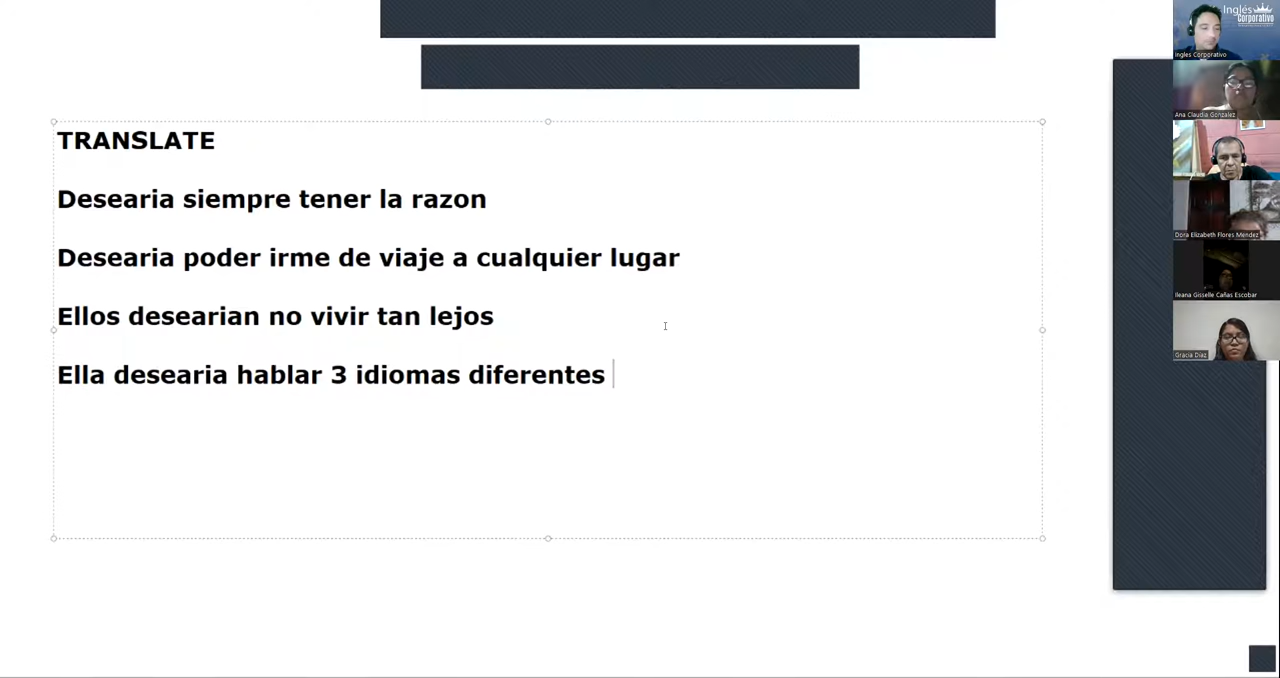 Inglés
Corporativo
Ingles Corporativo
Ana Claudia Gonzalez
TRANSLATE
Desearia siempre tener la razon
Desearia poder irme de viaje a cualquier lugar
Ellos desearian no vivir tan lejos
Ella desearia hablar 3 idiomas diferentes
Dora Elizabeth Flores Mendez
Ileana Gisselle Cañas Escobar
Gracia Diaz